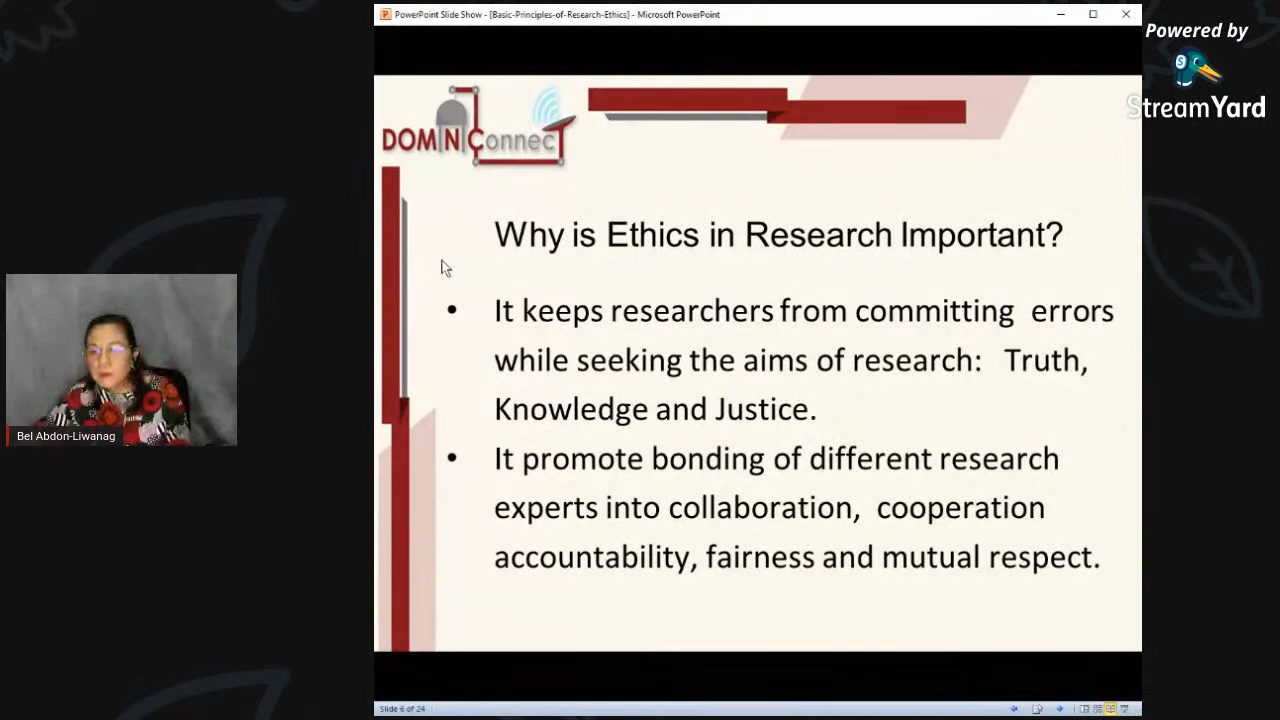 PowerPoint Slide Show - [Basic-Principles-of-Research-Ethics] - Microsoft PowerPoint
Powered by
StreamYard
DOMINConnecT
Why is Ethics in Research Important?
• It keeps researchers from committing errors
while seeking the aims of research: Truth,
Knowledge and Justice.
• It promote bonding of different research
experts into collaboration, cooperation
accountability, fairness and mutual respect.
Bel Abdon-Liwanag
Slide 6 of 24